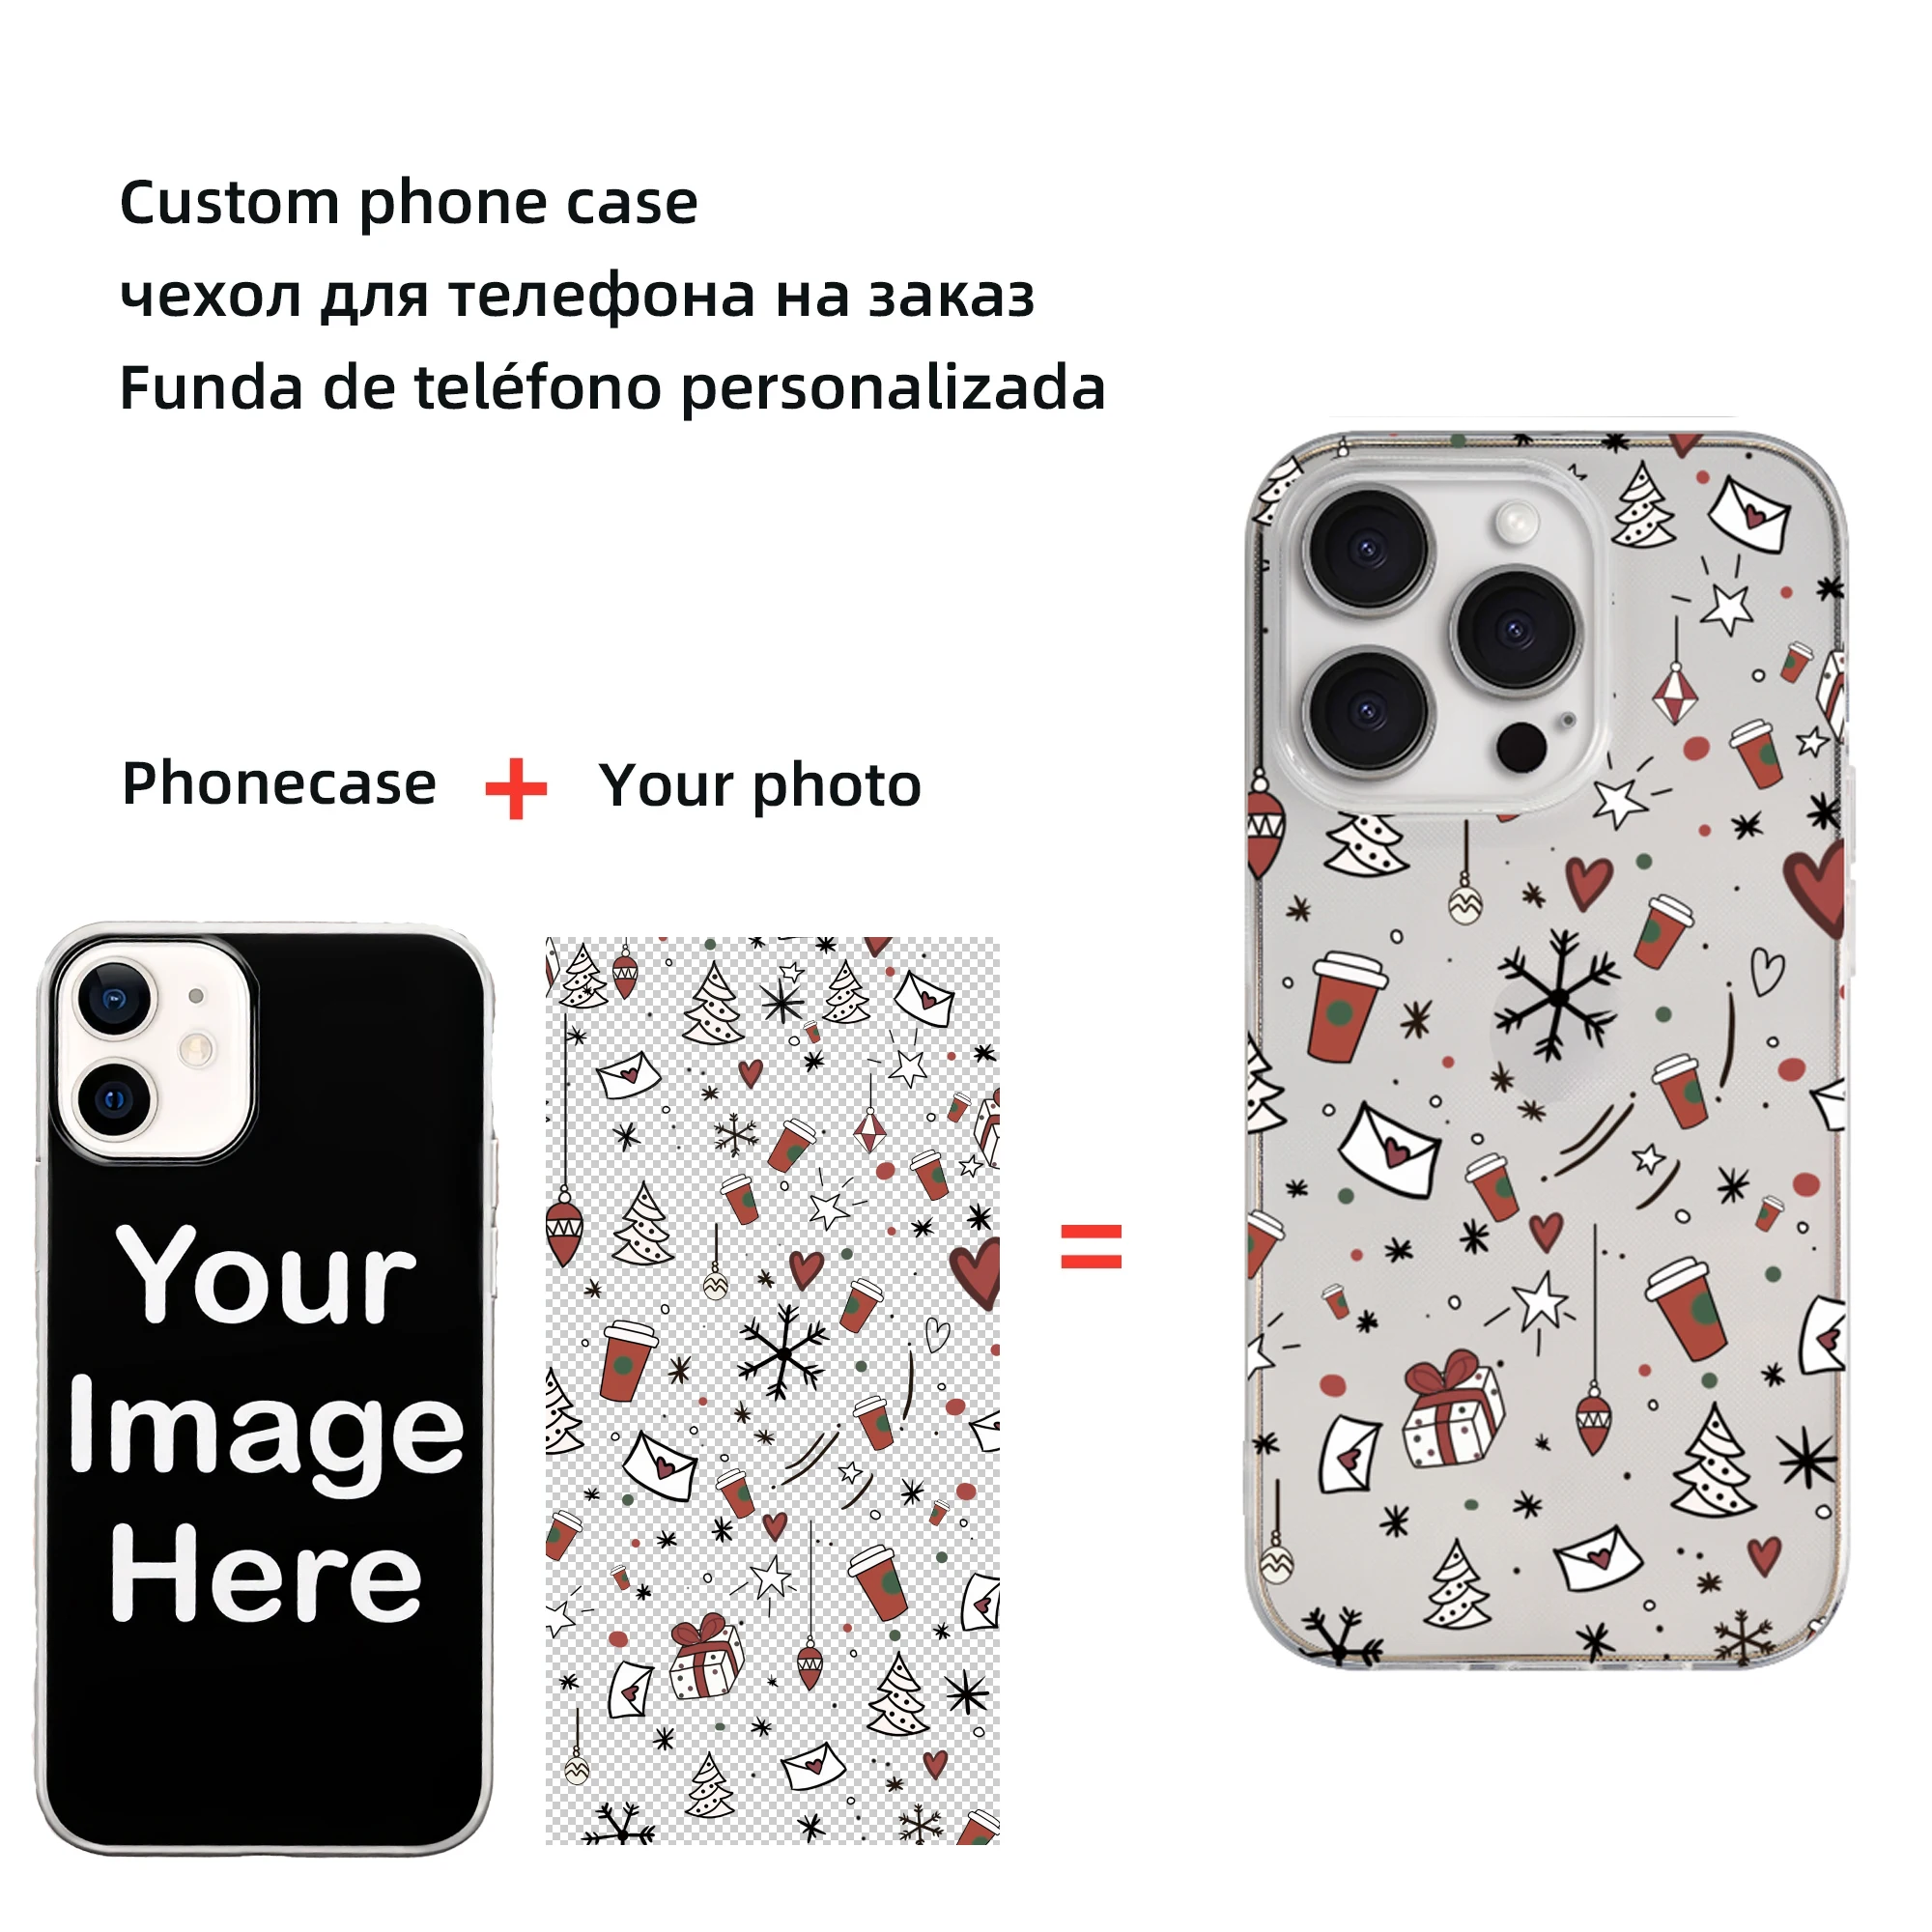 Custom phone case
чехол для телефона на заказ
Funda de teléfono personalizada
Phonecase + Your photo
Your
Image
Here
=